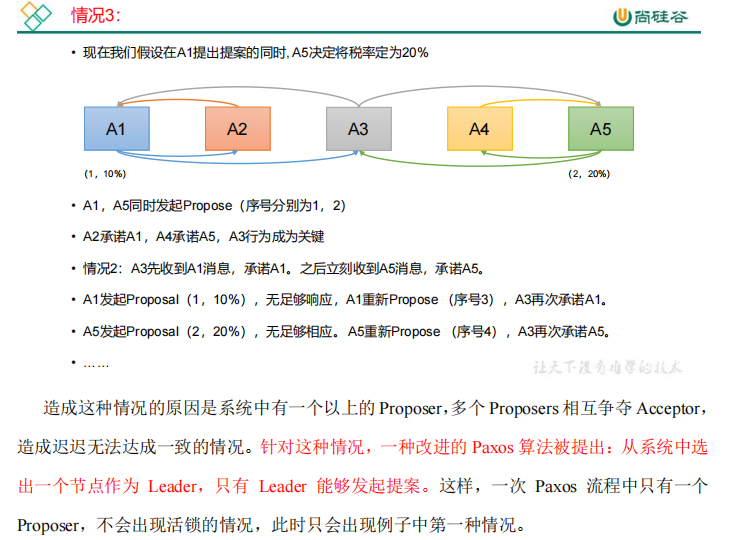 情况3：
尚硅谷
• 现在我们假设在A1提出提案的同时, A5决定将税率定为20%
A1 A2 A3 A4 A5
(1, 10%) (2, 20%)
• A1，A5同时发起Propose（序号分别为1，2）
• A2承诺A1，A4承诺A5，A3行为成为关键
• 情况2：A3先收到A1消息，承诺A1。之后立刻收到A5消息，承诺A5。
• A1发起Proposal（1，10%），无足够响应，A1重新Propose （序号3），A3再次承诺A1。
• A5发起Proposal（2，20%），无足够相应。 A5重新Propose （序号4），A3再次承诺A5。
• ……
让天下没有难学的技术
造成这种情况的原因是系统中有一个以上的 Proposer，多个 Proposers 相互争夺 Acceptor，
造成迟迟无法达成一致的情况。针对这种情况，一种改进的 Paxos 算法被提出：从系统中选
出一个节点作为 Leader，只有 Leader 能够发起提案。这样，一次 Paxos 流程中只有一个
Proposer，不会出现活锁的情况，此时只会出现例子中第一种情况。